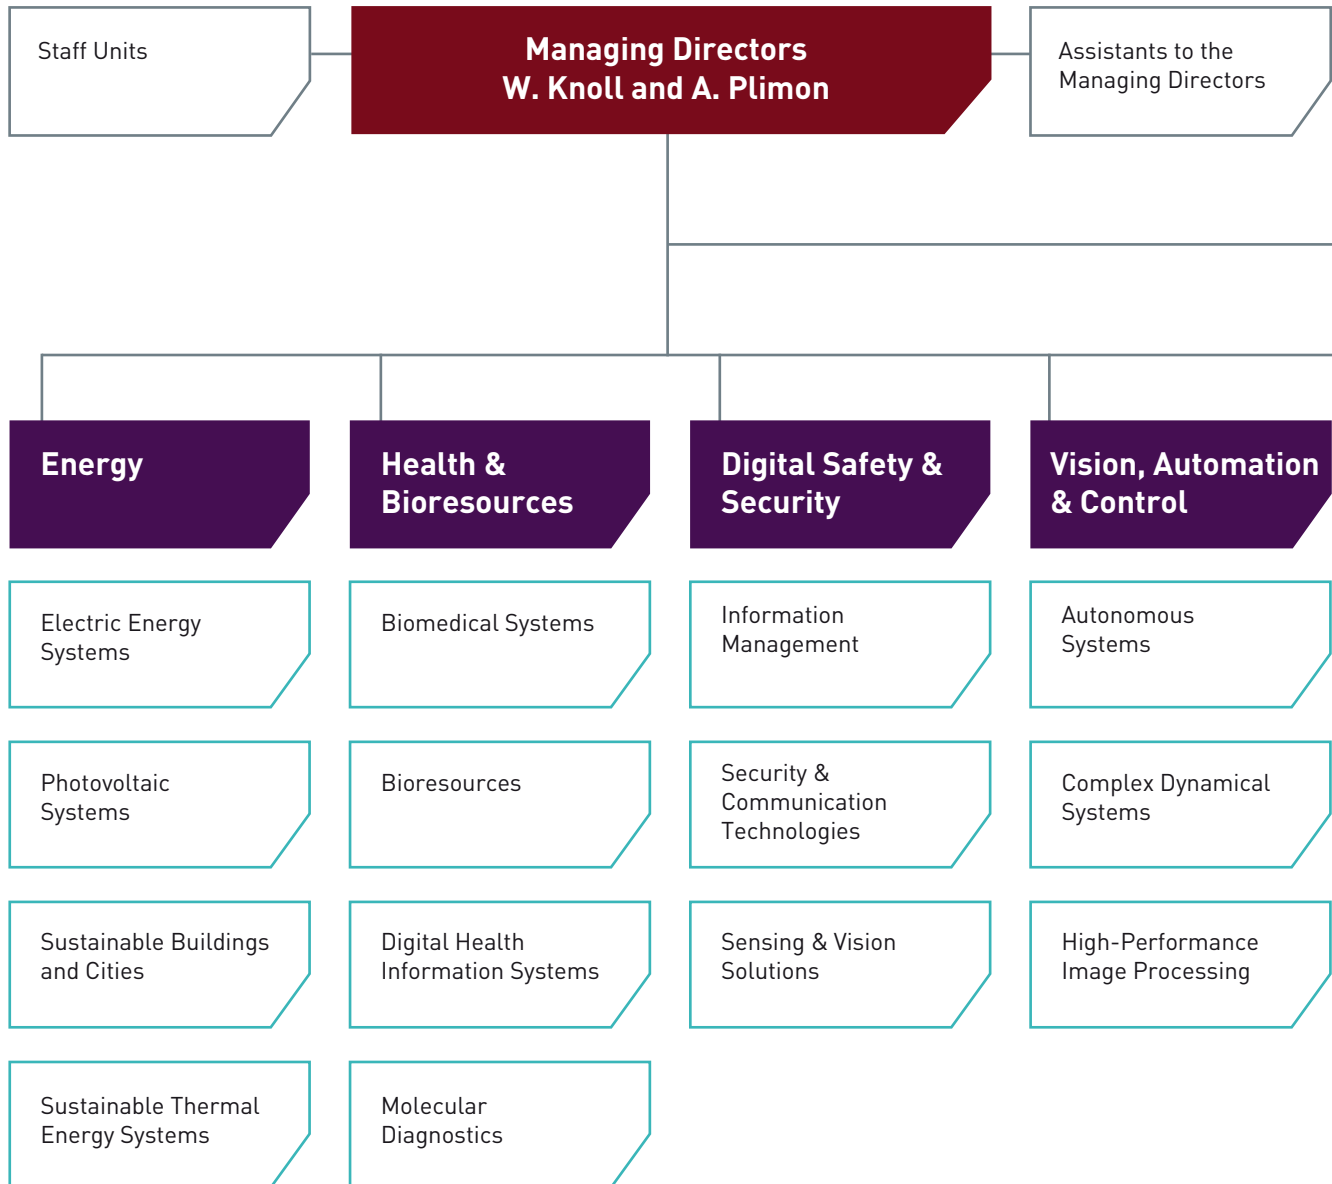 Staff Units
Managing Directors
W. Knoll and A. Plimon
Assistants to the
Managing Directors
Energy
Health &
Bioresources
Digital Safety &
Security
Vision, Automation
& Control
Electric Energy
Systems
Biomedical Systems
Information
Management
Autonomous
Systems
Photovoltaic
Systems
Bioresources
Security &
Communication
Technologies
Complex Dynamical
Systems
Sustainable Buildings
and Cities
Digital Health
Information Systems
Sensing & Vision
Solutions
High-Performance
Image Processing
Sustainable Thermal
Energy Systems
Molecular
Diagnostics